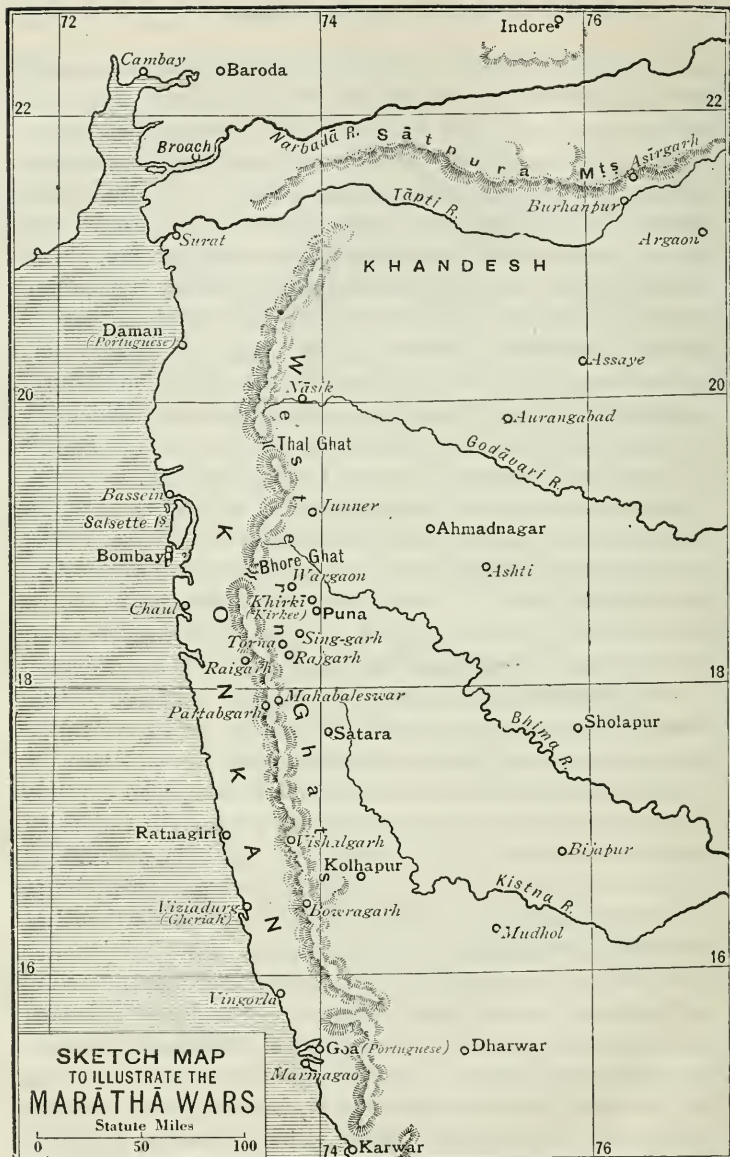 72
74
76
Indore
Cambay
Baroda
22
22
Broach
Narbadā R.
Sātpura Mts
Asīrgarh
Tāpti R.
Burhanpur
Surat
Argaon
KHANDESH
Daman
(Portuguese)
Assaye
20
Nāsik
20
Aurangabad
Western Ghats
Thal Ghat
Godāvari R.
Bassein
Junner
Salsette Is.
Ahmadnagar
Bombay
Bhore Ghat
Ashti
Wargaon
KONKAN
Chaul
Khirkī
(Kirkee)
Puna
Sing-garh
Torna
Rajgarh
Raigarh
18
18
Mahabaleswar
Partabgarh
Satara
Bhima R.
Sholapur
Ratnagiri
Vishalgarh
Bijapur
Kolhapur
Kistna R.
Viziadurg
(Gheriah)
Bowragarh
Mudhol
16
16
Vingorla
Goa (Portuguese)
Dharwar
Marmagao
SKETCH MAP
TO ILLUSTRATE THE
MARĀTHĀ WARS
Statute Miles
0 50 100
74
Karwar
76